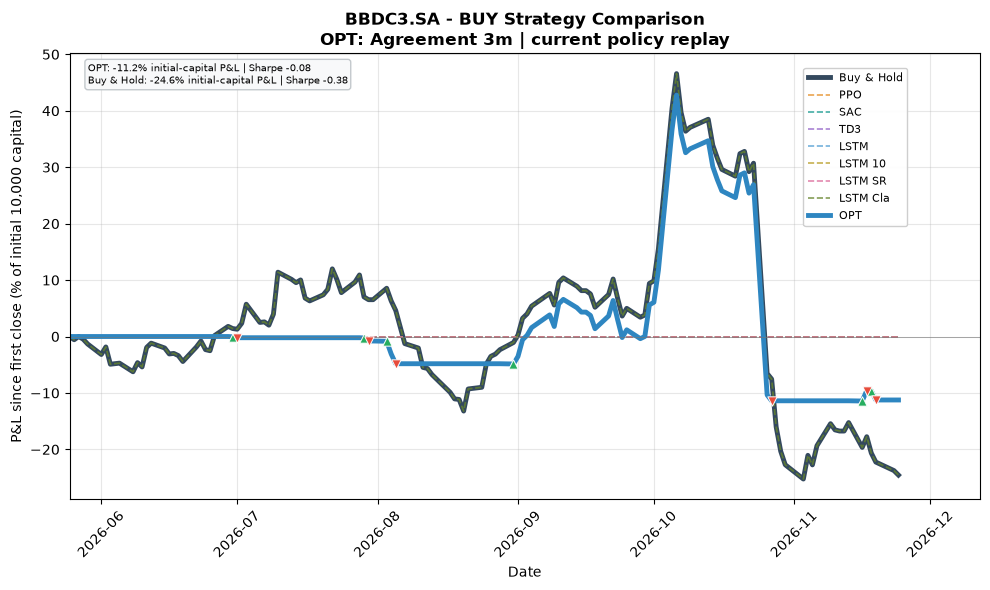 BBDC3.SA - BUY Strategy Comparison
OPT: Agreement 3m | current policy replay
OPT: -11.2% initial-capital P&L | Sharpe -0.08
Buy & Hold: -24.6% initial-capital P&L | Sharpe -0.38
Buy & Hold
PPO
SAC
TD3
LSTM
LSTM 10
LSTM SR
LSTM Cla
OPT
P&L since first close (% of initial 10,000 capital)
50
40
30
20
10
0
−10
−20
2026-06
2026-07
2026-08
2026-09
2026-10
2026-11
2026-12
Date